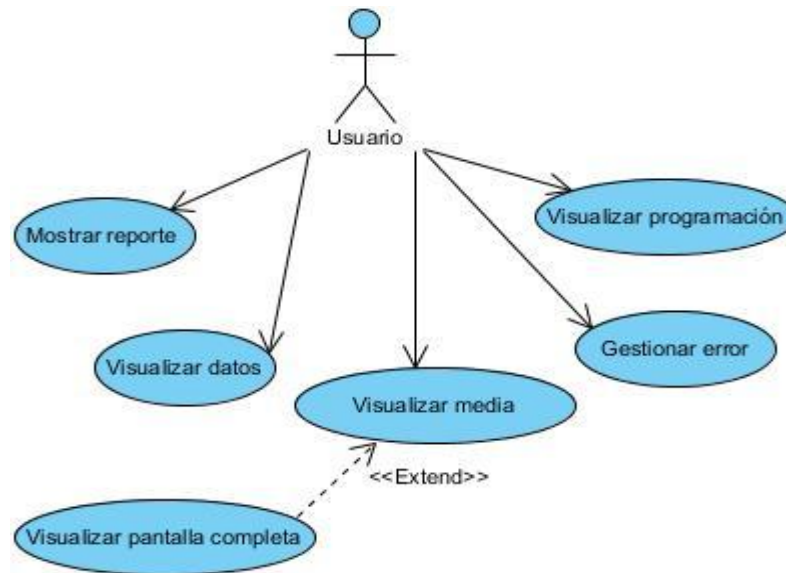 Usuario
Mostrar reporte
Visualizar programación
Visualizar datos
Gestionar error
Visualizar media
<<Extend>>
Visualizar pantalla completa